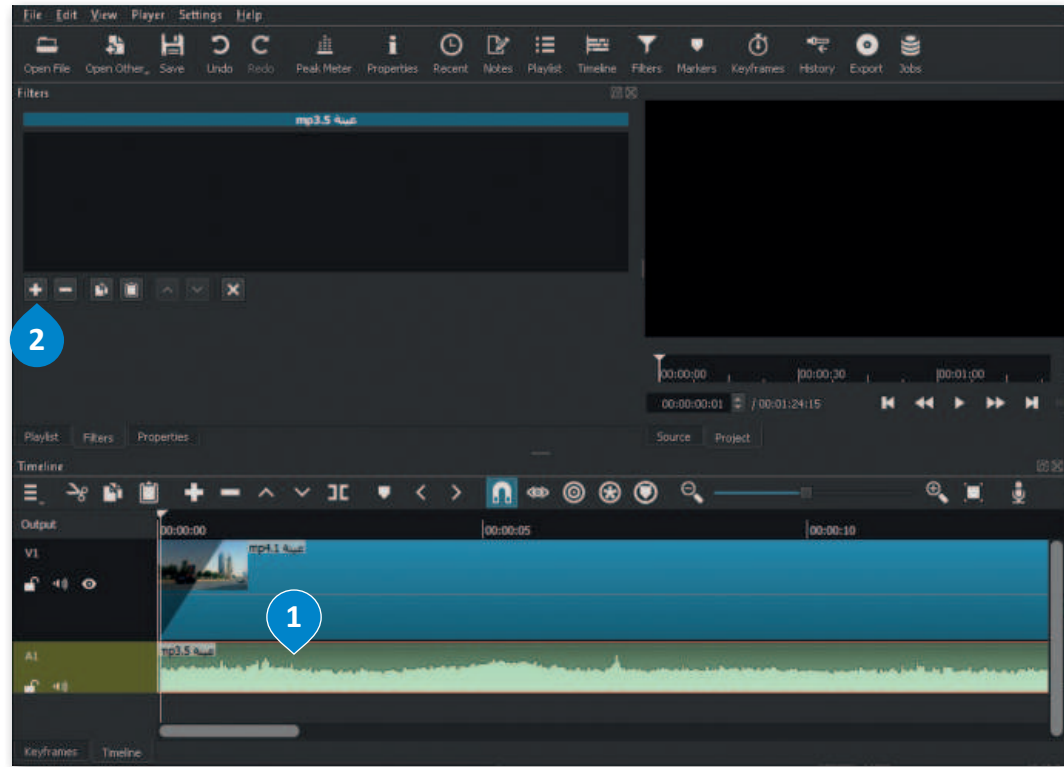 File Edit View Player Settings Help
Open File Open Other... Save Undo Redo Peak Meter Properties Recent Notes Playlist Timeline Filters Markers Keyframes History Export Jobs
Filters
عينة mp3.5
2
00:00:00 00:00:30 00:01:00
00:00:00:01 / 00:01:24:15
Playlist Filters Properties
Source Project
Timeline
Output 00:00:00 00:00:05 00:00:10
V1 عينة mp4.1
1
A1 عينة mp3.5
Keyframes Timeline